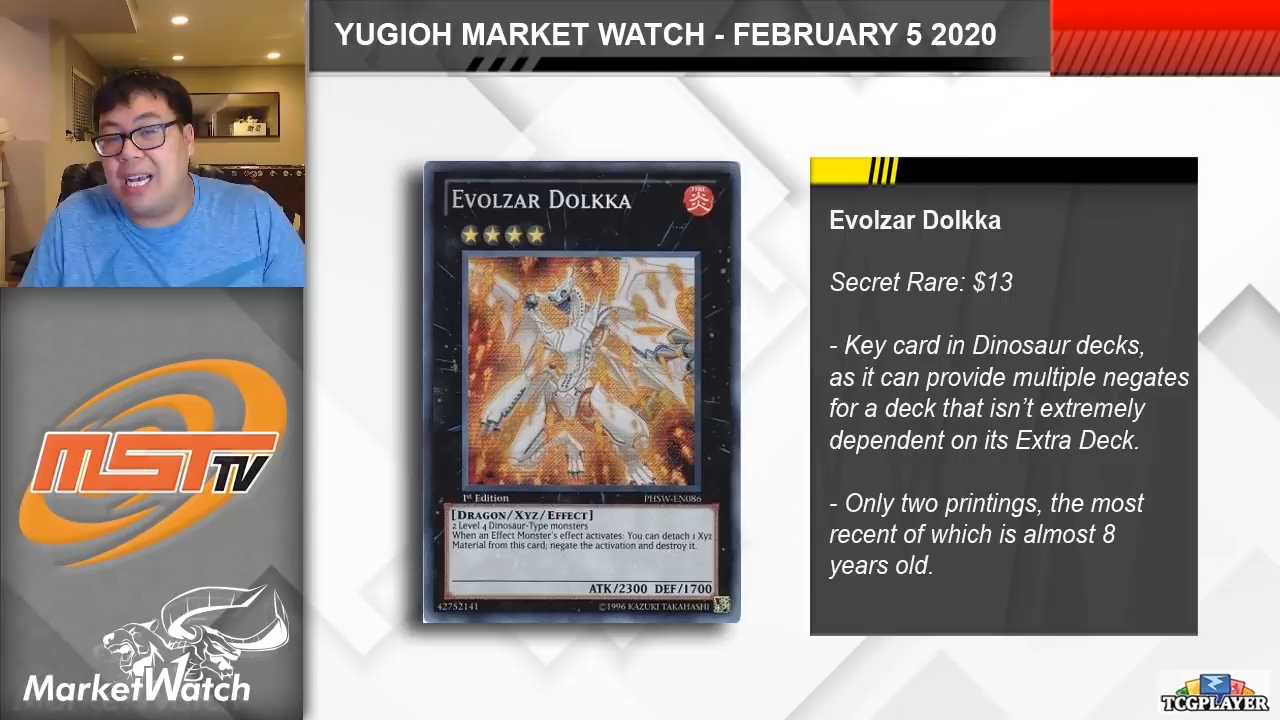 YUGIOH MARKET WATCH - FEBRUARY 5 2020
EVOLZAR DOLKKA
炎
1st Edition
PHSW-EN086
[DRAGON/XYZ/EFFECT]
2 Level 4 Dinosaur-Type monsters
When an Effect Monster's effect activates: You can detach 1 Xyz
Material from this card; negate the activation and destroy it.
ATK/2300 DEF/1700
42752141
©1996 KAZUKI TAKAHASHI
Evolzar Dolkka
Secret Rare: $13
- Key card in Dinosaur decks,
as it can provide multiple negates
for a deck that isn’t extremely
dependent on its Extra Deck.
- Only two printings, the most
recent of which is almost 8
years old.
MST TV
MarketWatch
TCGPLAYER